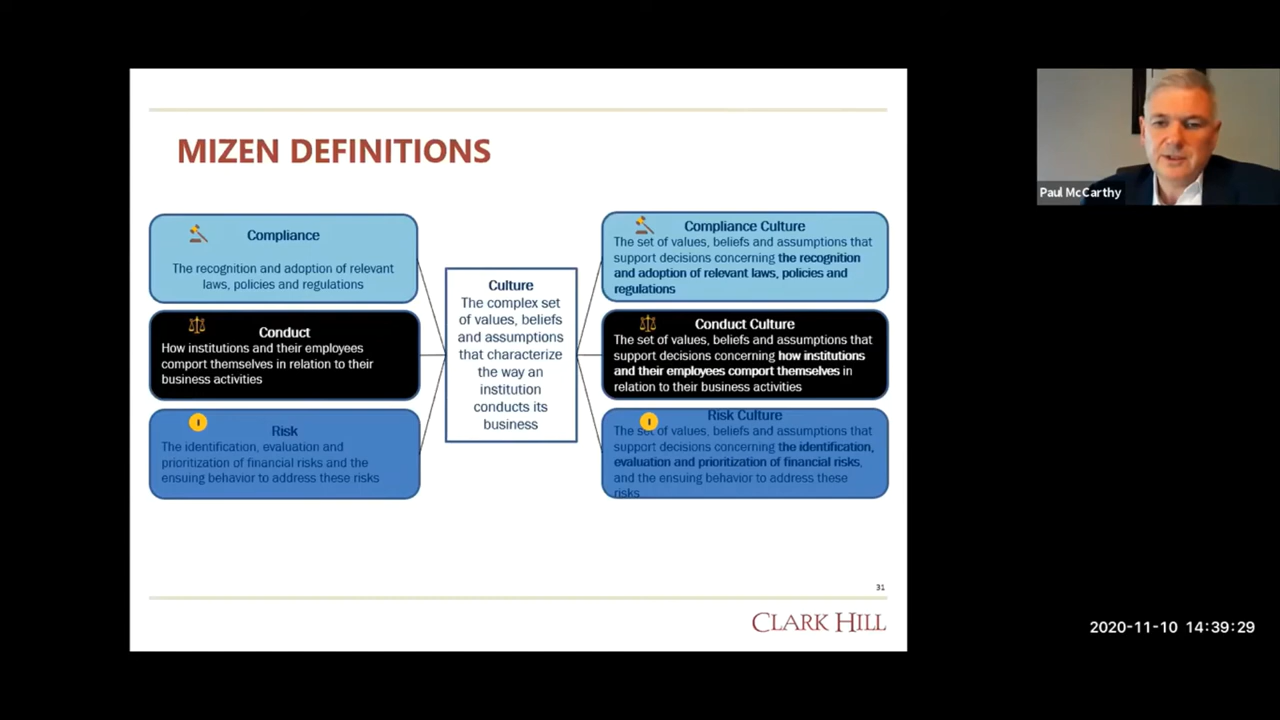 MIZEN DEFINITIONS
Compliance
The recognition and adoption of relevant
laws, policies and regulations
Conduct
How institutions and their employees
comport themselves in relation to their
business activities
Risk
The identification, evaluation and
prioritization of financial risks and the
ensuing behavior to address these risks
Culture
The complex set
of values, beliefs
and assumptions
that characterize
the way an
institution
conducts its
business
Compliance Culture
The set of values, beliefs and assumptions that
support decisions concerning the recognition
and adoption of relevant laws, policies and
regulations
Conduct Culture
The set of values, beliefs and assumptions that
support decisions concerning how institutions
and their employees comport themselves in
relation to their business activities
Risk Culture
The set of values, beliefs and assumptions that
support decisions concerning the identification,
evaluation and prioritization of financial risks,
and the ensuing behavior to address these
risks
31
CLARK HILL
Paul McCarthy
2020-11-10 14:39:29